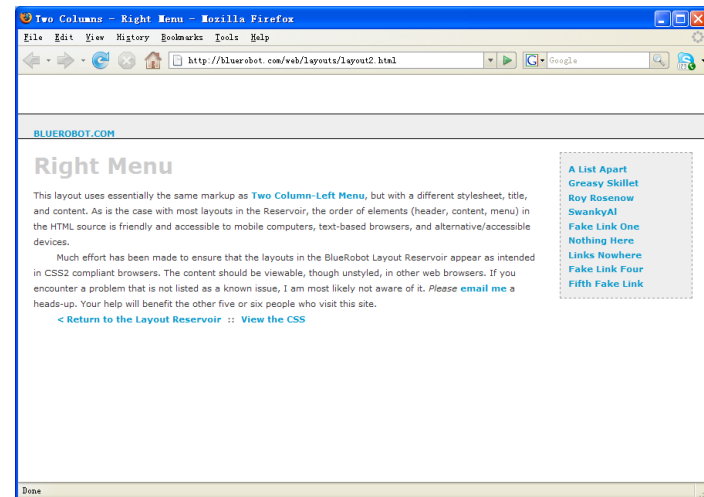 Two Columns - Right Menu - Mozilla Firefox
File Edit View History Bookmarks Tools Help
http://bluerobot.com/web/layouts/layout2.html
G Google
BLUEROBOT.COM
Right Menu
This layout uses essentially the same markup as Two Column-Left Menu, but with a different stylesheet, title,
and content. As is the case with most layouts in the Reservoir, the order of elements (header, content, menu) in
the HTML source is friendly and accessible to mobile computers, text-based browsers, and alternative/accessible
devices.
Much effort has been made to ensure that the layouts in the BlueRobot Layout Reservoir appear as intended
in CSS2 compliant browsers. The content should be viewable, though unstyled, in other web browsers. If you
encounter a problem that is not listed as a known issue, I am most likely not aware of it. Please email me a
heads-up. Your help will benefit the other five or six people who visit this site.
< Return to the Layout Reservoir :: View the CSS
A List Apart
Greasy Skillet
Roy Rosenow
SwankyAl
Fake Link One
Nothing Here
Links Nowhere
Fake Link Four
Fifth Fake Link
Done